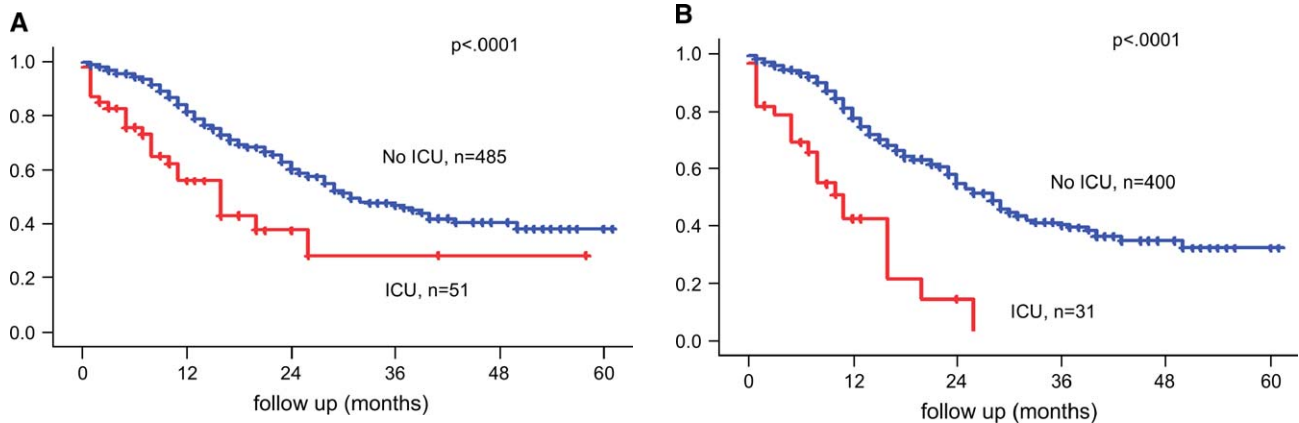 A
p<.0001
1.0
0.8
0.6
0.4
0.2
0.0
No ICU, n=485
ICU, n=51
0 12 24 36 48 60
follow up (months)
B
p<.0001
1.0
0.8
0.6
0.4
0.2
0.0
No ICU, n=400
ICU, n=31
0 12 24 36 48 60
follow up (months)